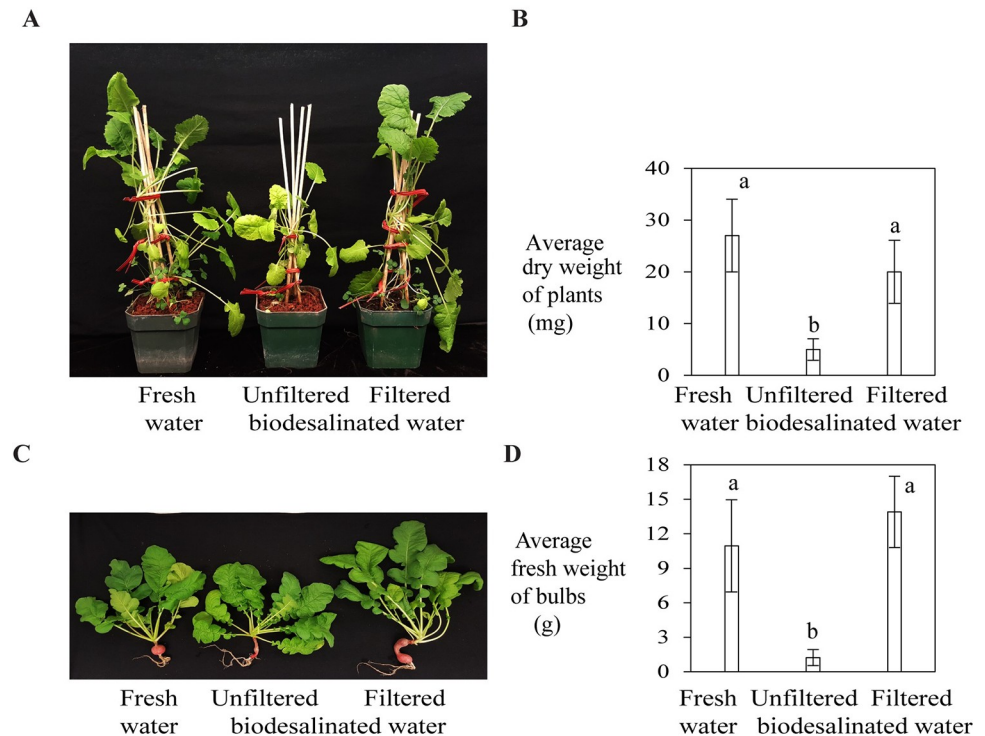 A
Fresh Unfiltered Filtered
water biodesalinated water
B
Average
dry weight
of plants
(mg)
40
30
20
10
0
a
b
a
Fresh Unfiltered Filtered
water biodesalinated water
C
Fresh Unfiltered Filtered
water biodesalinated water
D
Average
fresh weight
of bulbs
(g)
18
15
12
9
6
3
0
a
b
a
Fresh Unfiltered Filtered
water biodesalinated water